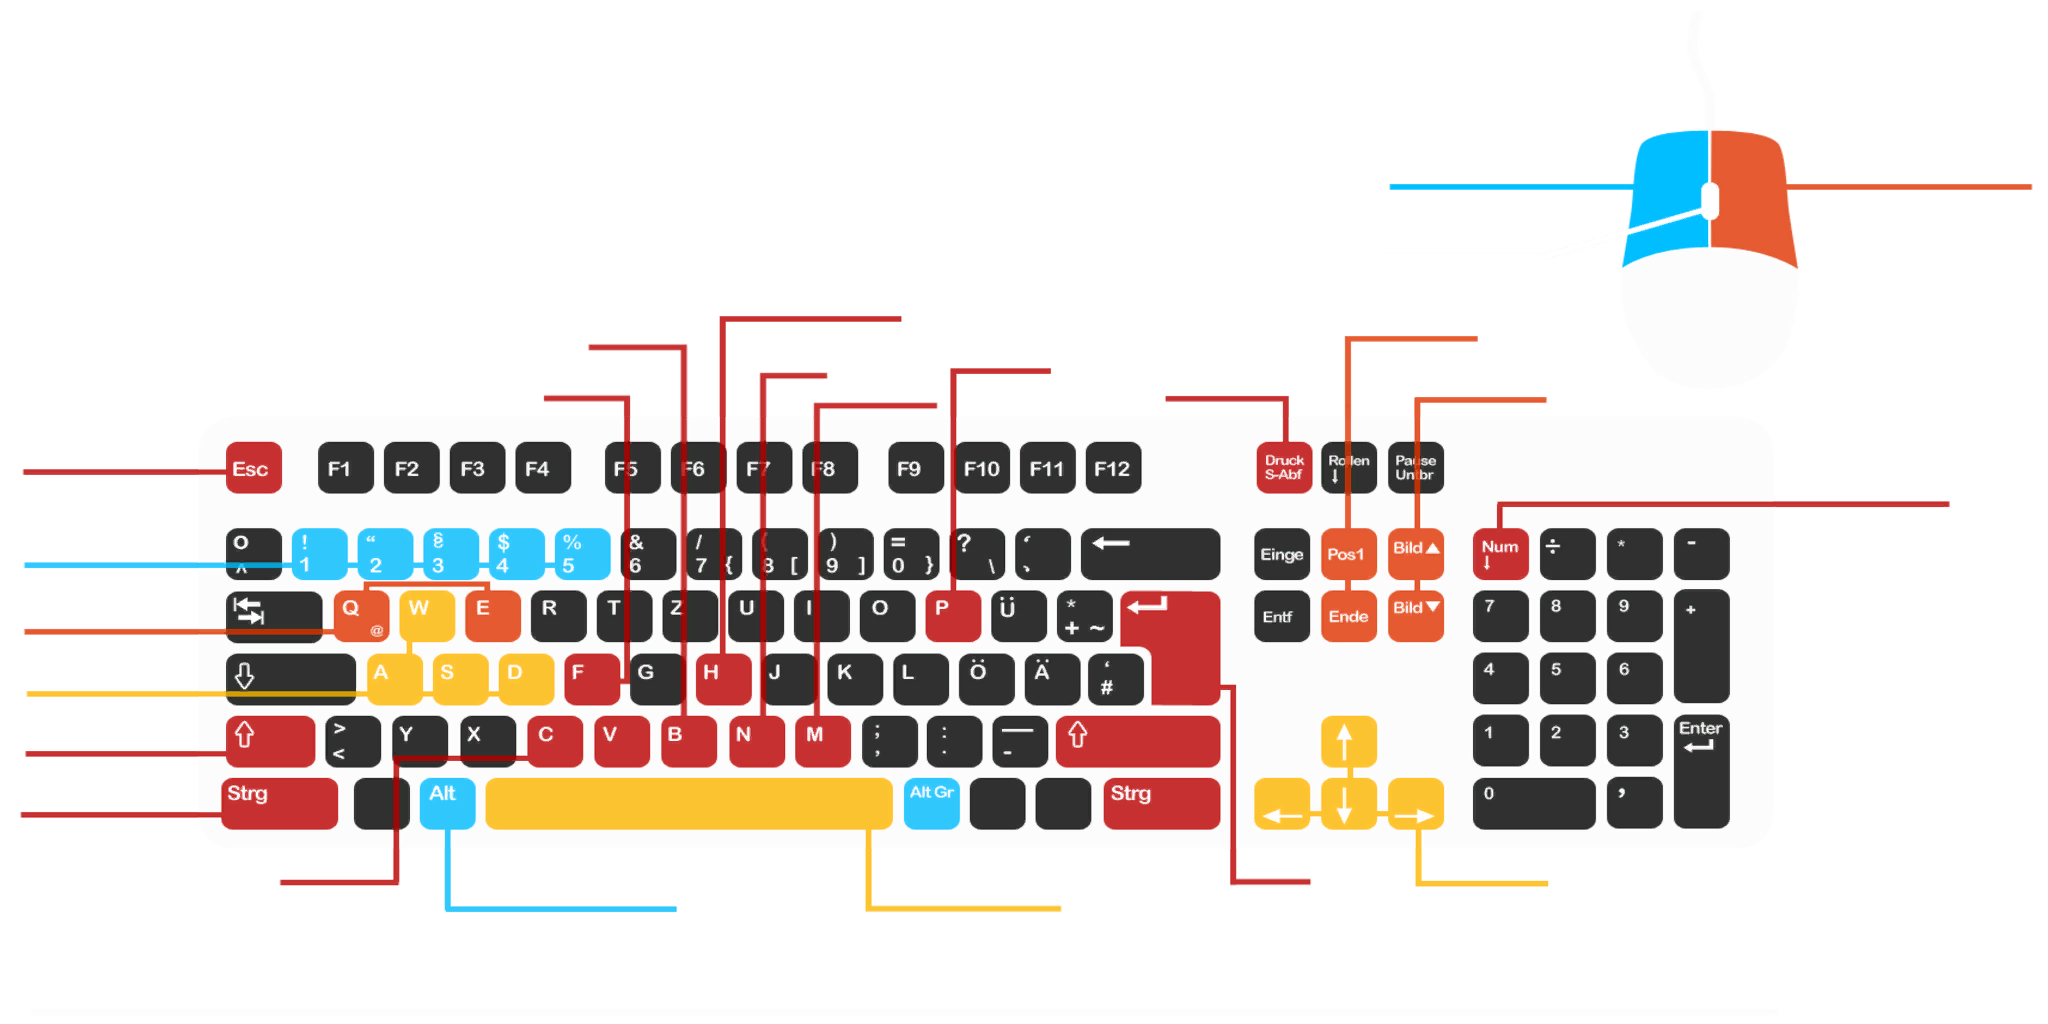 Esc F1 F2 F3 F4 F5 F6 F7 F8 F9 F10 F11 F12 Druck Rollen Pause
S-Abf ↓ Untbr
O ! “ § $ % & / ( ) = ? ‘ ← Einge Pos1 Bild▲ Num ÷ * -
^ 1 2 3 4 5 6 7 { 8 [ 9 ] 0 } \ ↓
Q W E R T Z U I O P Ü * Entf Ende Bild▼ 7 8 9 +
@ + ~
A S D F G H J K L Ö Ä ‘ 4 5 6
#
> Y X C V B N M ; : — 1 2 3 Enter
< , . -
Strg Alt Alt Gr Strg 0 ,